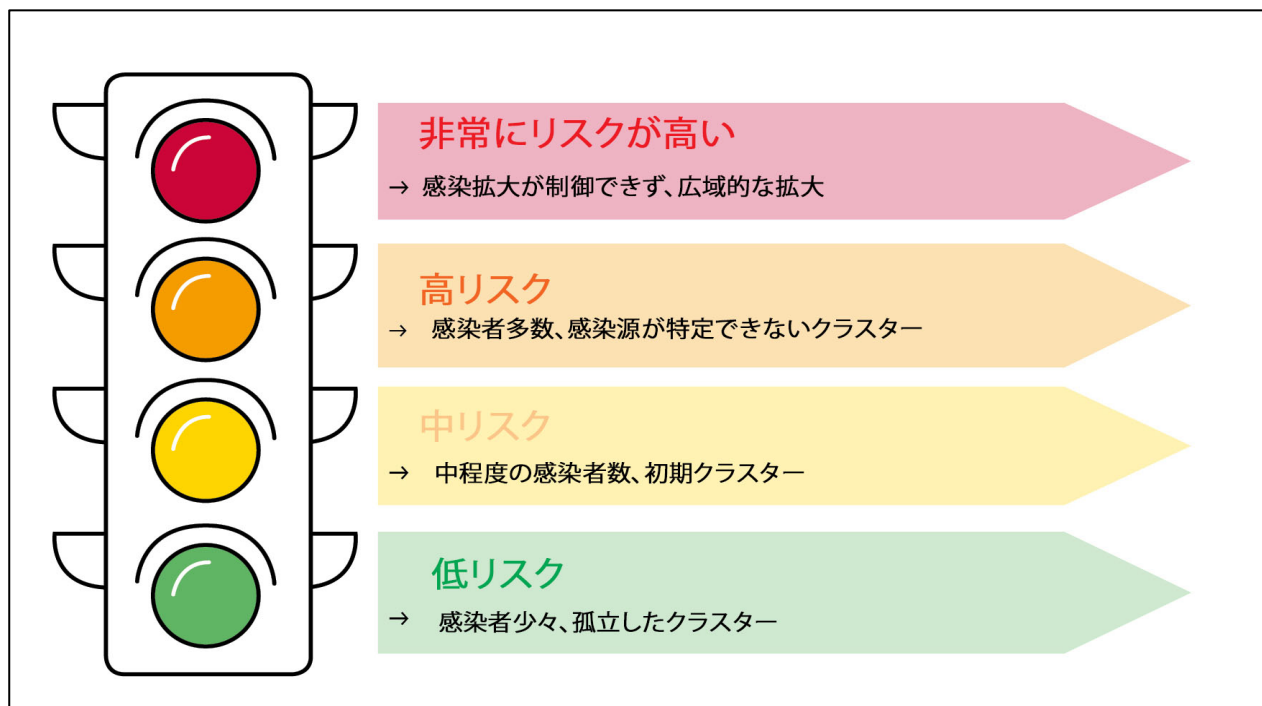 非常にリスクが高い
→ 感染拡大が制御できず、広域的な拡大
高リスク
→ 感染者多数、感染源が特定できないクラスター
中リスク
→ 中程度の感染者数、初期クラスター
低リスク
→ 感染者少々、孤立したクラスター